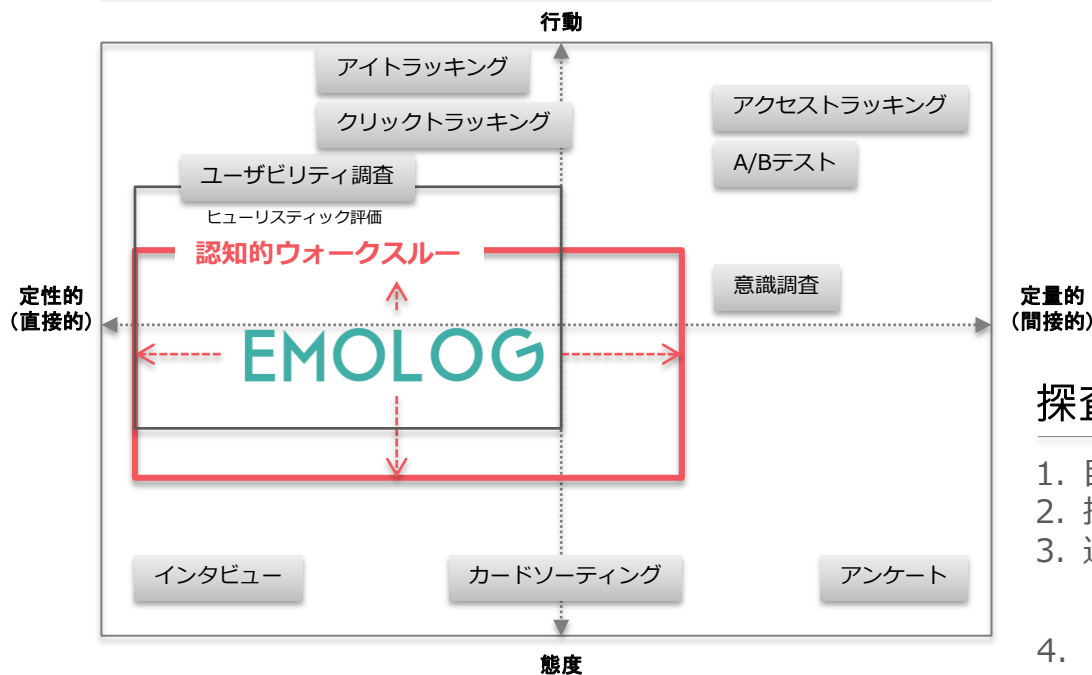 行動
アイトラッキング
アクセストラッキング
クリックトラッキング
A/Bテスト
ユーザビリティ調査
ヒューリスティック評価
認知的ウォークスルー
意識調査
定性的
（直接的）
定量的
（間接的）
EMOLOG
探
1.
2.
3.
4.
インタビュー
カードソーティング
アンケート
態度